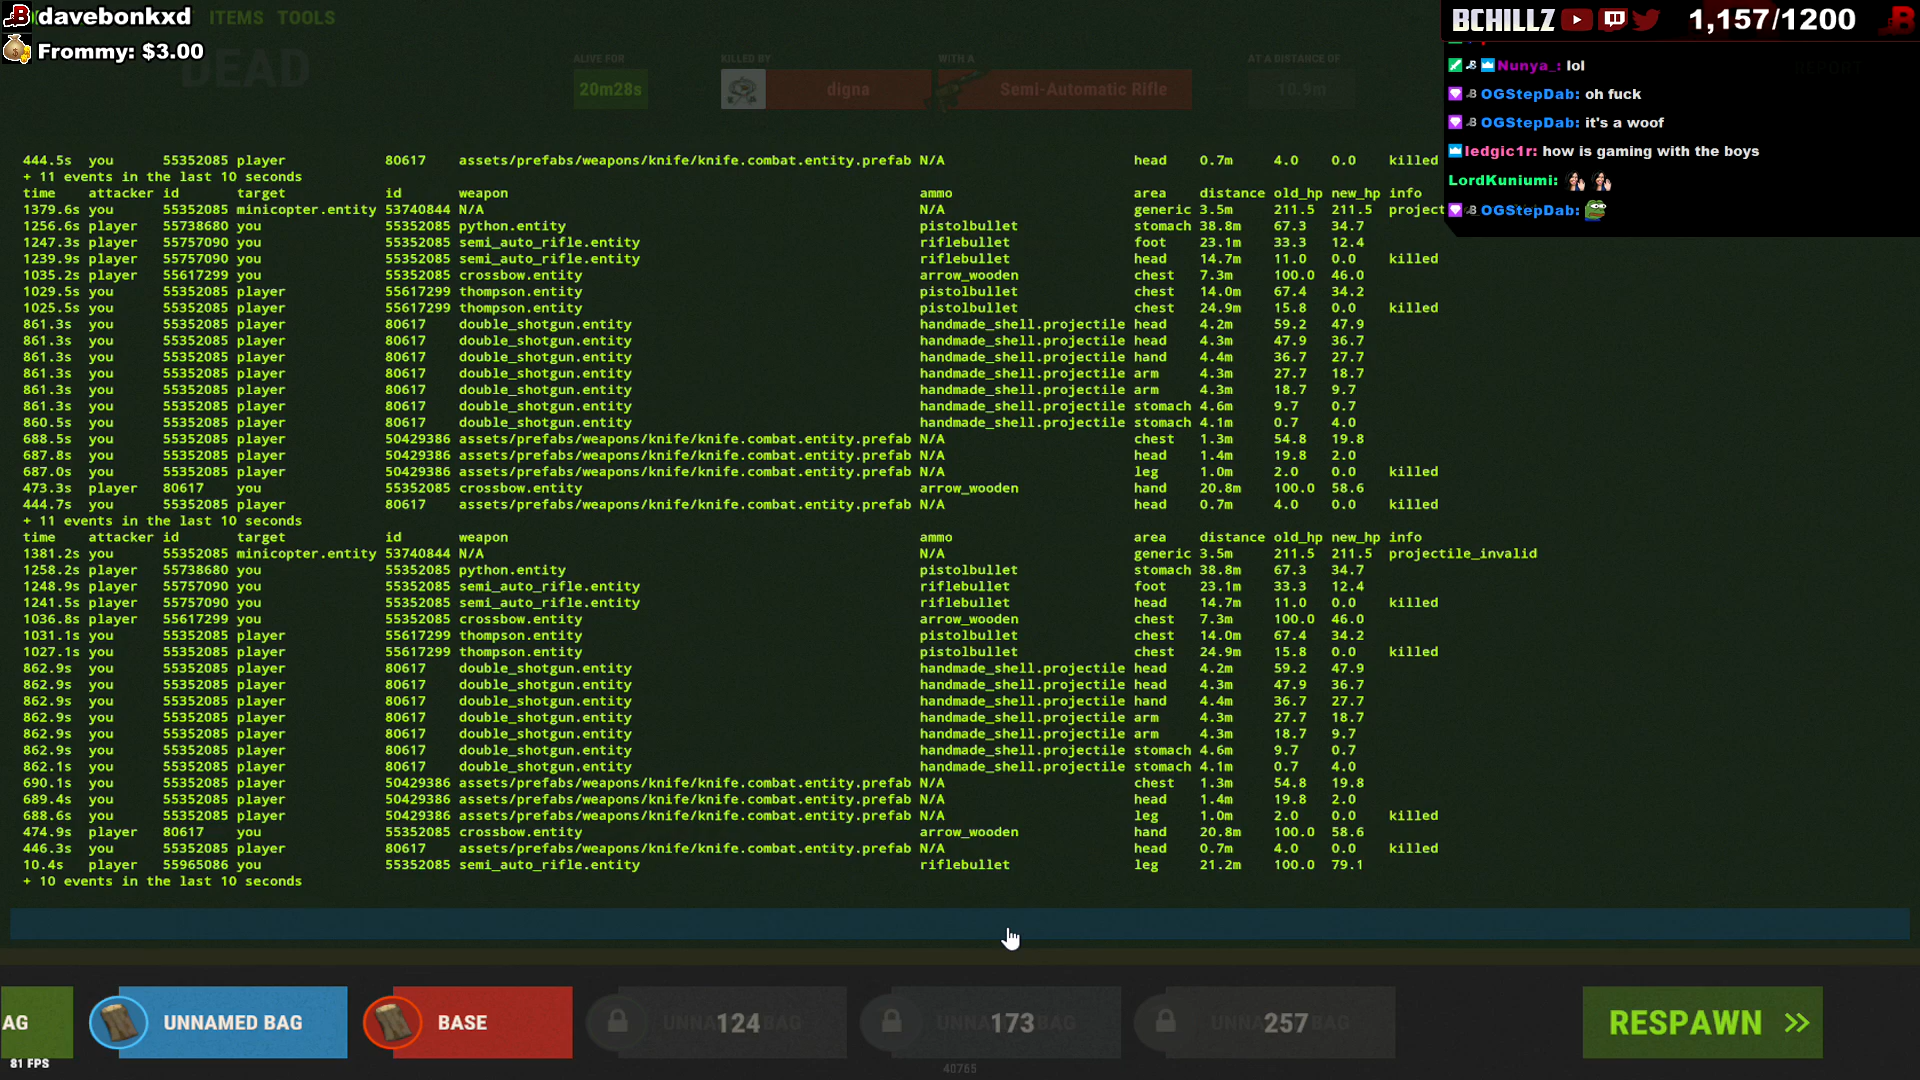 davebonkxd
ITEMS TOOLS
Frommy: $3.00
DEAD
ALIVE FOR
20m28s
KILLED BY
digna
WITH A
Semi-Automatic Rifle
AT A DISTANCE OF
10.9m
BCHILLZ 1,157/1200
Nunya_: lol
OGStepDab: oh fuck
OGStepDab: it's a woof
ledgic1r: how is gaming with the boys
LordKuniumi:
OGStepDab:
444.5s you 55352085 player 80617 assets/prefabs/weapons/knife/knife.combat.entity.prefab N/A head 0.7m 4.0 0.0 killed
+ 11 events in the last 10 seconds
time attacker id target id weapon ammo area distance old_hp new_hp info
1379.6s you 55352085 minicopter.entity 53740844 N/A N/A generic 3.5m 211.5 211.5 project
1256.6s player 55738680 you 55352085 python.entity pistolbullet stomach 38.8m 67.3 34.7
1247.3s player 55757090 you 55352085 semi_auto_rifle.entity riflebullet foot 23.1m 33.3 12.4
1239.9s player 55757090 you 55352085 semi_auto_rifle.entity riflebullet head 14.7m 11.0 0.0 killed
1035.2s player 55617299 you 55352085 crossbow.entity arrow_wooden chest 7.3m 100.0 46.0
1029.5s you 55352085 player 55617299 thompson.entity pistolbullet chest 14.0m 67.4 34.2
1025.5s you 55352085 player 55617299 thompson.entity pistolbullet chest 24.9m 15.8 0.0 killed
861.3s you 55352085 player 80617 double_shotgun.entity handmade_shell.projectile head 4.2m 59.2 47.9
861.3s you 55352085 player 80617 double_shotgun.entity handmade_shell.projectile head 4.3m 47.9 36.7
861.3s you 55352085 player 80617 double_shotgun.entity handmade_shell.projectile hand 4.4m 36.7 27.7
861.3s you 55352085 player 80617 double_shotgun.entity handmade_shell.projectile arm 4.3m 27.7 18.7
861.3s you 55352085 player 80617 double_shotgun.entity handmade_shell.projectile arm 4.3m 18.7 9.7
861.3s you 55352085 player 80617 double_shotgun.entity handmade_shell.projectile stomach 4.6m 9.7 0.7
860.5s you 55352085 player 80617 double_shotgun.entity handmade_shell.projectile stomach 4.1m 0.7 4.0
688.5s you 55352085 player 50429386 assets/prefabs/weapons/knife/knife.combat.entity.prefab N/A chest 1.3m 54.8 19.8
687.8s you 55352085 player 50429386 assets/prefabs/weapons/knife/knife.combat.entity.prefab N/A head 1.4m 19.8 2.0
687.0s you 55352085 player 50429386 assets/prefabs/weapons/knife/knife.combat.entity.prefab N/A leg 1.0m 2.0 0.0 killed
473.3s player 80617 you 55352085 crossbow.entity arrow_wooden hand 20.8m 100.0 58.6
444.7s you 55352085 player 80617 assets/prefabs/weapons/knife/knife.combat.entity.prefab N/A head 0.7m 4.0 0.0 killed
+ 11 events in the last 10 seconds
time attacker id target id weapon ammo area distance old_hp new_hp info
1381.2s you 55352085 minicopter.entity 53740844 N/A N/A generic 3.5m 211.5 211.5 projectile_invalid
1258.2s player 55738680 you 55352085 python.entity pistolbullet stomach 38.8m 67.3 34.7
1248.9s player 55757090 you 55352085 semi_auto_rifle.entity riflebullet foot 23.1m 33.3 12.4
1241.5s player 55757090 you 55352085 semi_auto_rifle.entity riflebullet head 14.7m 11.0 0.0 killed
1036.8s player 55617299 you 55352085 crossbow.entity arrow_wooden chest 7.3m 100.0 46.0
1031.1s you 55352085 player 55617299 thompson.entity pistolbullet chest 14.0m 67.4 34.2
1027.1s you 55352085 player 55617299 thompson.entity pistolbullet chest 24.9m 15.8 0.0 killed
862.9s you 55352085 player 80617 double_shotgun.entity handmade_shell.projectile head 4.2m 59.2 47.9
862.9s you 55352085 player 80617 double_shotgun.entity handmade_shell.projectile head 4.3m 47.9 36.7
862.9s you 55352085 player 80617 double_shotgun.entity handmade_shell.projectile hand 4.4m 36.7 27.7
862.9s you 55352085 player 80617 double_shotgun.entity handmade_shell.projectile arm 4.3m 27.7 18.7
862.9s you 55352085 player 80617 double_shotgun.entity handmade_shell.projectile arm 4.3m 18.7 9.7
862.9s you 55352085 player 80617 double_shotgun.entity handmade_shell.projectile stomach 4.6m 9.7 0.7
862.1s you 55352085 player 80617 double_shotgun.entity handmade_shell.projectile stomach 4.1m 0.7 4.0
690.1s you 55352085 player 50429386 assets/prefabs/weapons/knife/knife.combat.entity.prefab N/A chest 1.3m 54.8 19.8
689.4s you 55352085 player 50429386 assets/prefabs/weapons/knife/knife.combat.entity.prefab N/A head 1.4m 19.8 2.0
688.6s you 55352085 player 50429386 assets/prefabs/weapons/knife/knife.combat.entity.prefab N/A leg 1.0m 2.0 0.0 killed
474.9s player 80617 you 55352085 crossbow.entity arrow_wooden hand 20.8m 100.0 58.6
446.3s you 55352085 player 80617 assets/prefabs/weapons/knife/knife.combat.entity.prefab N/A head 0.7m 4.0 0.0 killed
10.4s player 55965086 you 55352085 semi_auto_rifle.entity riflebullet leg 21.2m 100.0 79.1
+ 10 events in the last 10 seconds
AG
UNNAMED BAG
BASE
124
173
257
RESPAWN
81 FPS
40765